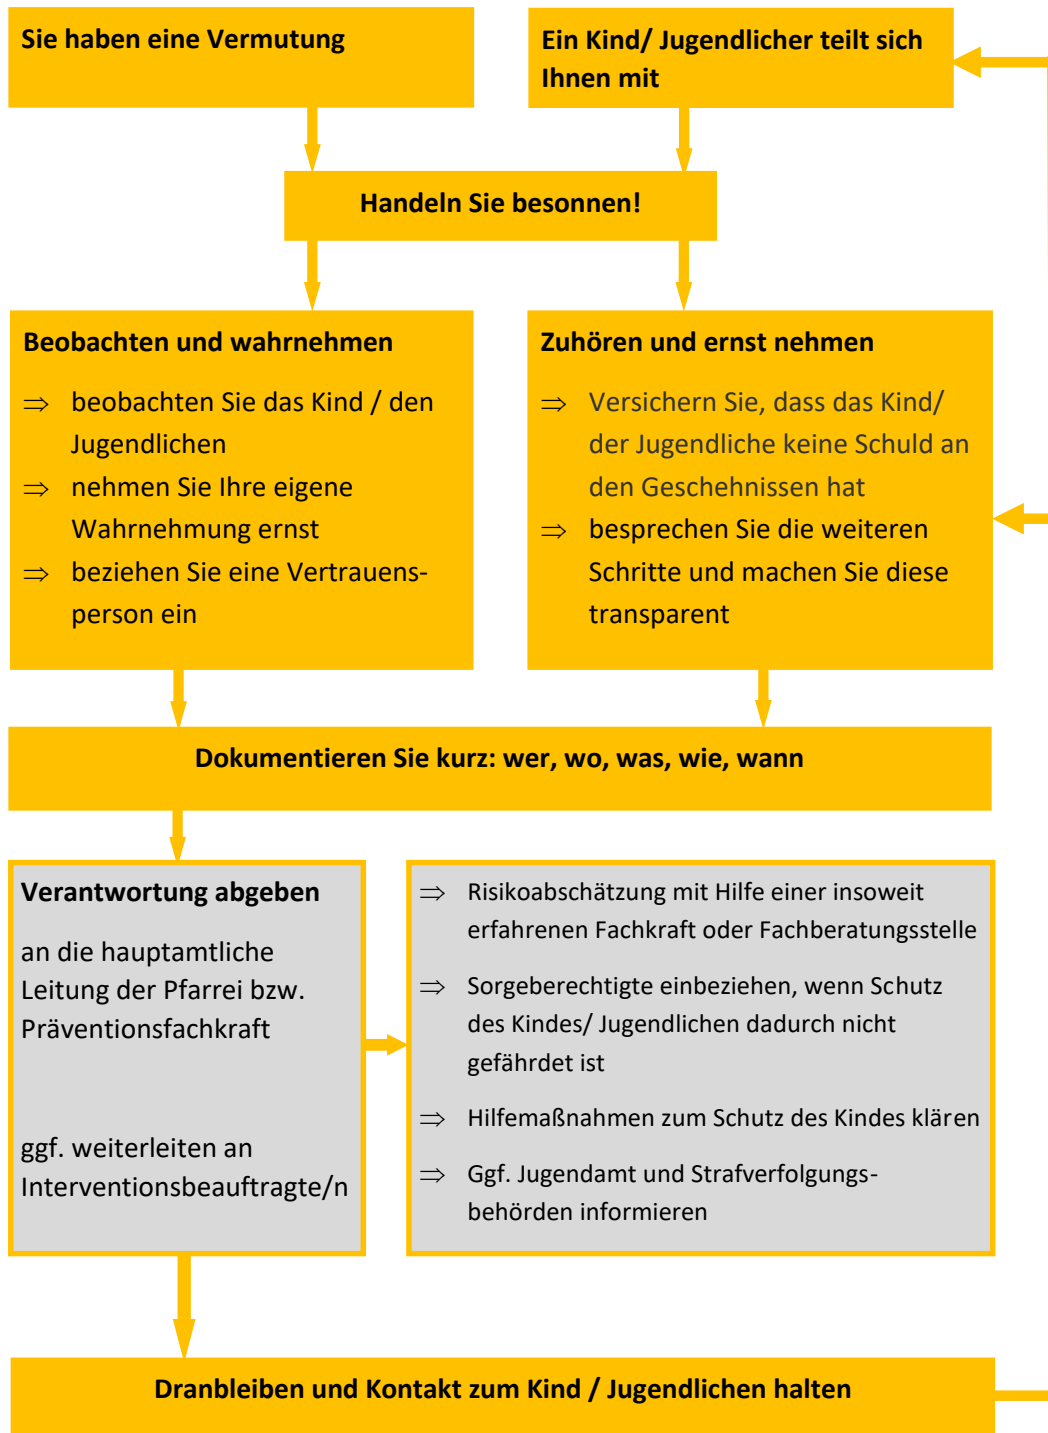 Sie haben eine Vermutung
Ein Kind/ Jugendlicher teilt sich
Ihnen mit
Handeln Sie besonnen!
Beobachten und wahrnehmen
⇒ beobachten Sie das Kind / den
Jugendlichen
⇒ nehmen Sie Ihre eigene
Wahrnehmung ernst
⇒ beziehen Sie eine Vertrauens-
person ein
Zuhören und ernst nehmen
⇒ Versichern Sie, dass das Kind/
der Jugendliche keine Schuld an
den Geschehnissen hat
⇒ besprechen Sie die weiteren
Schritte und machen Sie diese
transparent
Dokumentieren Sie kurz: wer, wo, was, wie, wann
Verantwortung abgeben
an die hauptamtliche
Leitung der Pfarrei bzw.
Präventionsfachkraft
ggf. weiterleiten an
Interventionsbeauftragte/n
⇒ Risikoabschätzung mit Hilfe einer insoweit
erfahrenen Fachkraft oder Fachberatungsstelle
⇒ Sorgeberechtigte einbeziehen, wenn Schutz
des Kindes/ Jugendlichen dadurch nicht
gefährdet ist
⇒ Hilfemaßnahmen zum Schutz des Kindes klären
⇒ Ggf. Jugendamt und Strafverfolgungs-
behörden informieren
Dranbleiben und Kontakt zum Kind / Jugendlichen halten